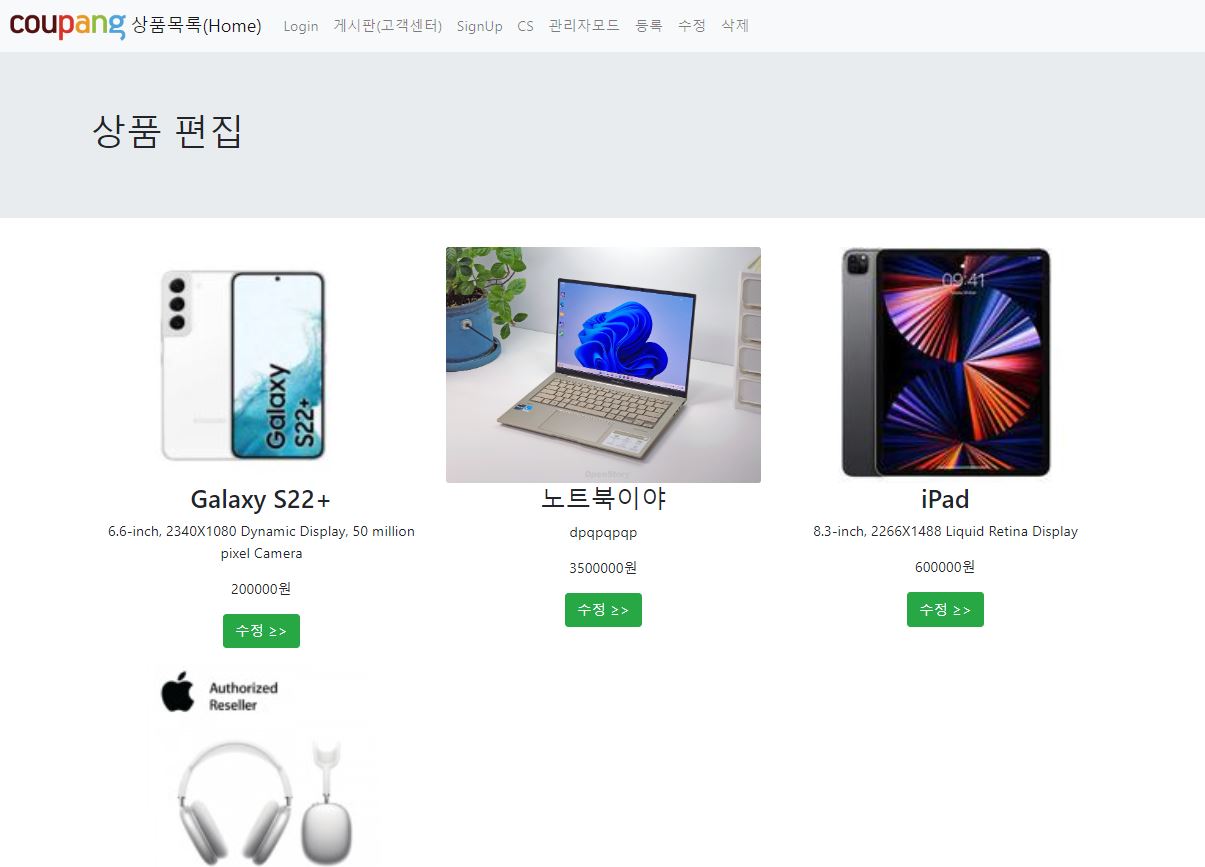 coupang 상품목록(Home) Login 게시판(고객센터) SignUp CS 관리자모드 등록 수정 삭제
상품 편집
Galaxy
S22+
09:41
OpenStory
Galaxy S22+
6.6-inch, 2340X1080 Dynamic Display, 50 million
pixel Camera
200000원
수정 ≥>
노트북이야
dpqpqpqp
3500000원
수정 ≥>
iPad
8.3-inch, 2266X1488 Liquid Retina Display
600000원
수정 ≥>
Authorized
Reseller